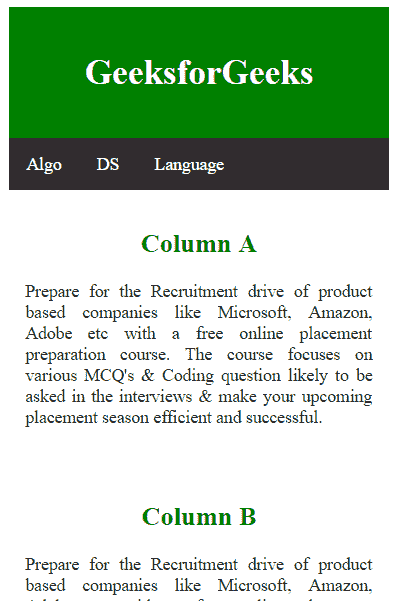 GeeksforGeeks
Algo DS Language
Column A
Prepare for the Recruitment drive of product
based companies like Microsoft, Amazon,
Adobe etc with a free online placement
preparation course. The course focuses on
various MCQ's & Coding question likely to be
asked in the interviews & make your upcoming
placement season efficient and successful.
Column B
Prepare for the Recruitment drive of product
based companies like Microsoft, Amazon,